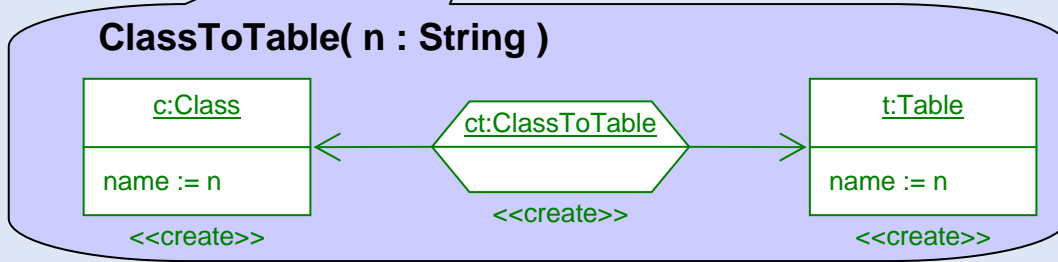 ClassToTable( n : String )
c:Class
ct:ClassToTable
t:Table
name := n
name := n
<<create>>
<<create>>
<<create>>